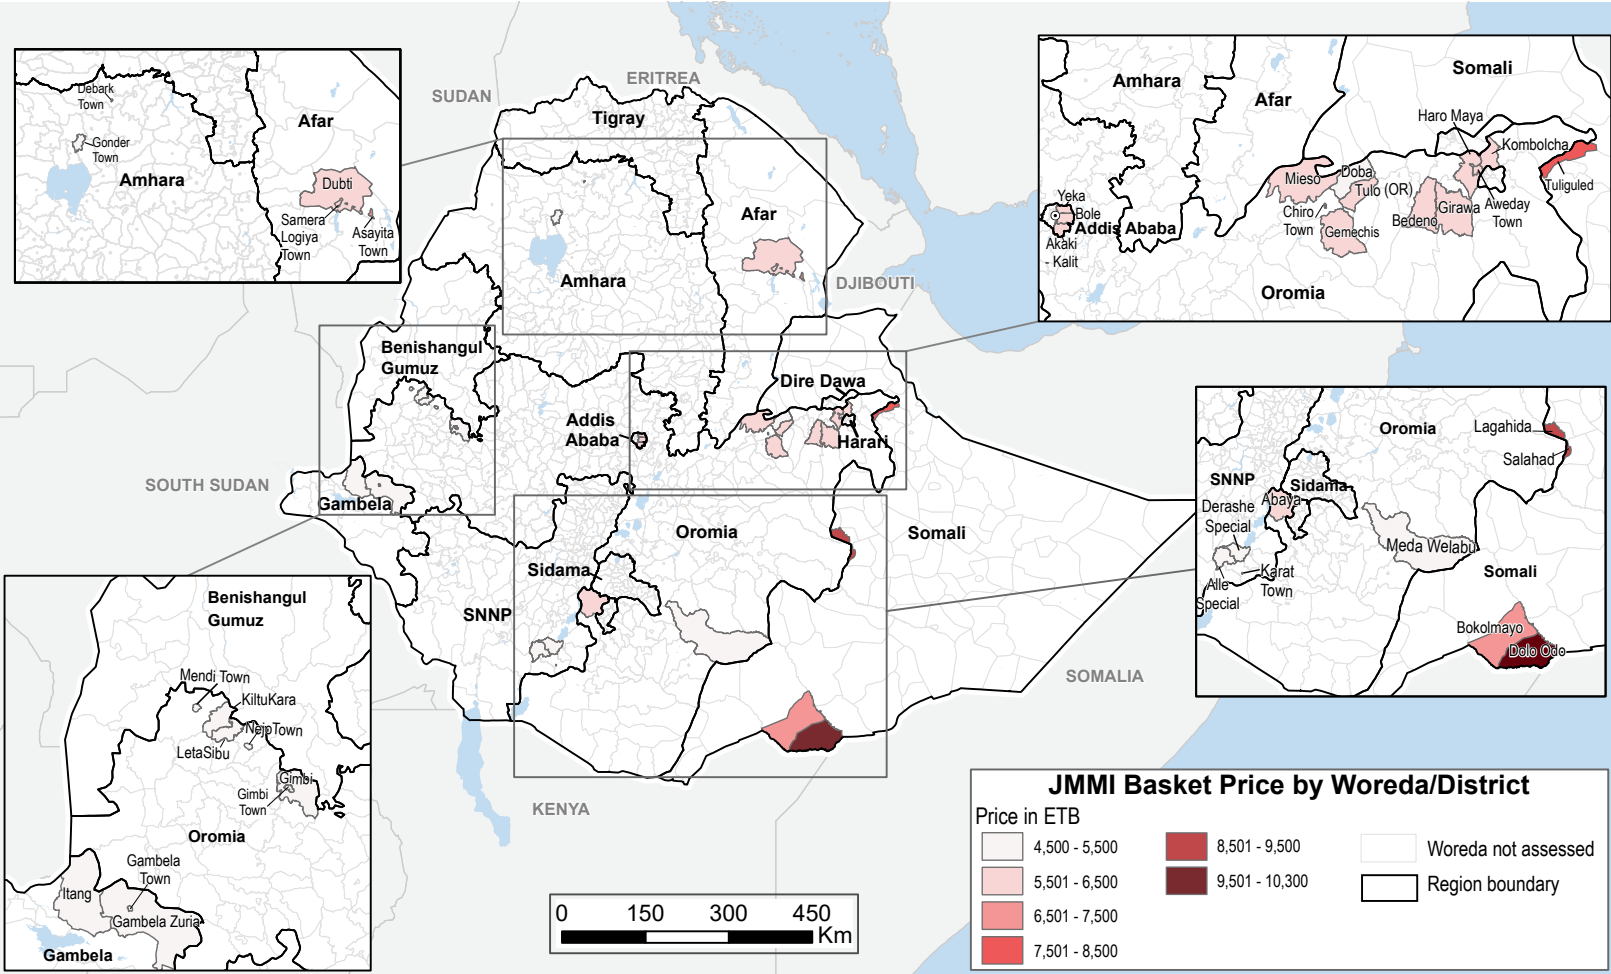 SUDAN
ERITREA
DJIBOUTI
SOUTH SUDAN
SOMALIA
KENYA
Tigray
Afar
Amhara
Benishangul
Gumuz
Dire Dawa
Addis
Ababa
Harari
Gambela
Oromia
Somali
Sidama
SNNP
Debark
Town
Gonder
Town
Amhara
Afar
Dubti
Samera
Logiya
Town
Asayita
Town
Amhara
Afar
Somali
Haro Maya
Kombolcha
Mieso
Doba
Tulo (OR)
Tuliguled
Yeka
Bole
Addis Ababa
Akaki
- Kalit
Chiro
Town
Gemechis
Bedeno
Girawa
Aweday
Town
Oromia
Oromia
Lagahida
Salahad
SNNP
Sidama
Abaya
Derashe
Special
Meda Welabu
Alle
Special
Karat
Town
Somali
Bokolmayo
Dolo Odo
Benishangul
Gumuz
Mendi Town
KiltuKara
Nejo Town
LetaSibu
Gimbi
Gimbi
Town
Oromia
Gambela
Town
Itang
Gambela Zuria
Gambela
0 150 300 450
Km
JMMI Basket Price by Woreda/District
Price in ETB
4,500 - 5,500
5,501 - 6,500
6,501 - 7,500
7,501 - 8,500
8,501 - 9,500
9,501 - 10,300
Woreda not assessed
Region boundary